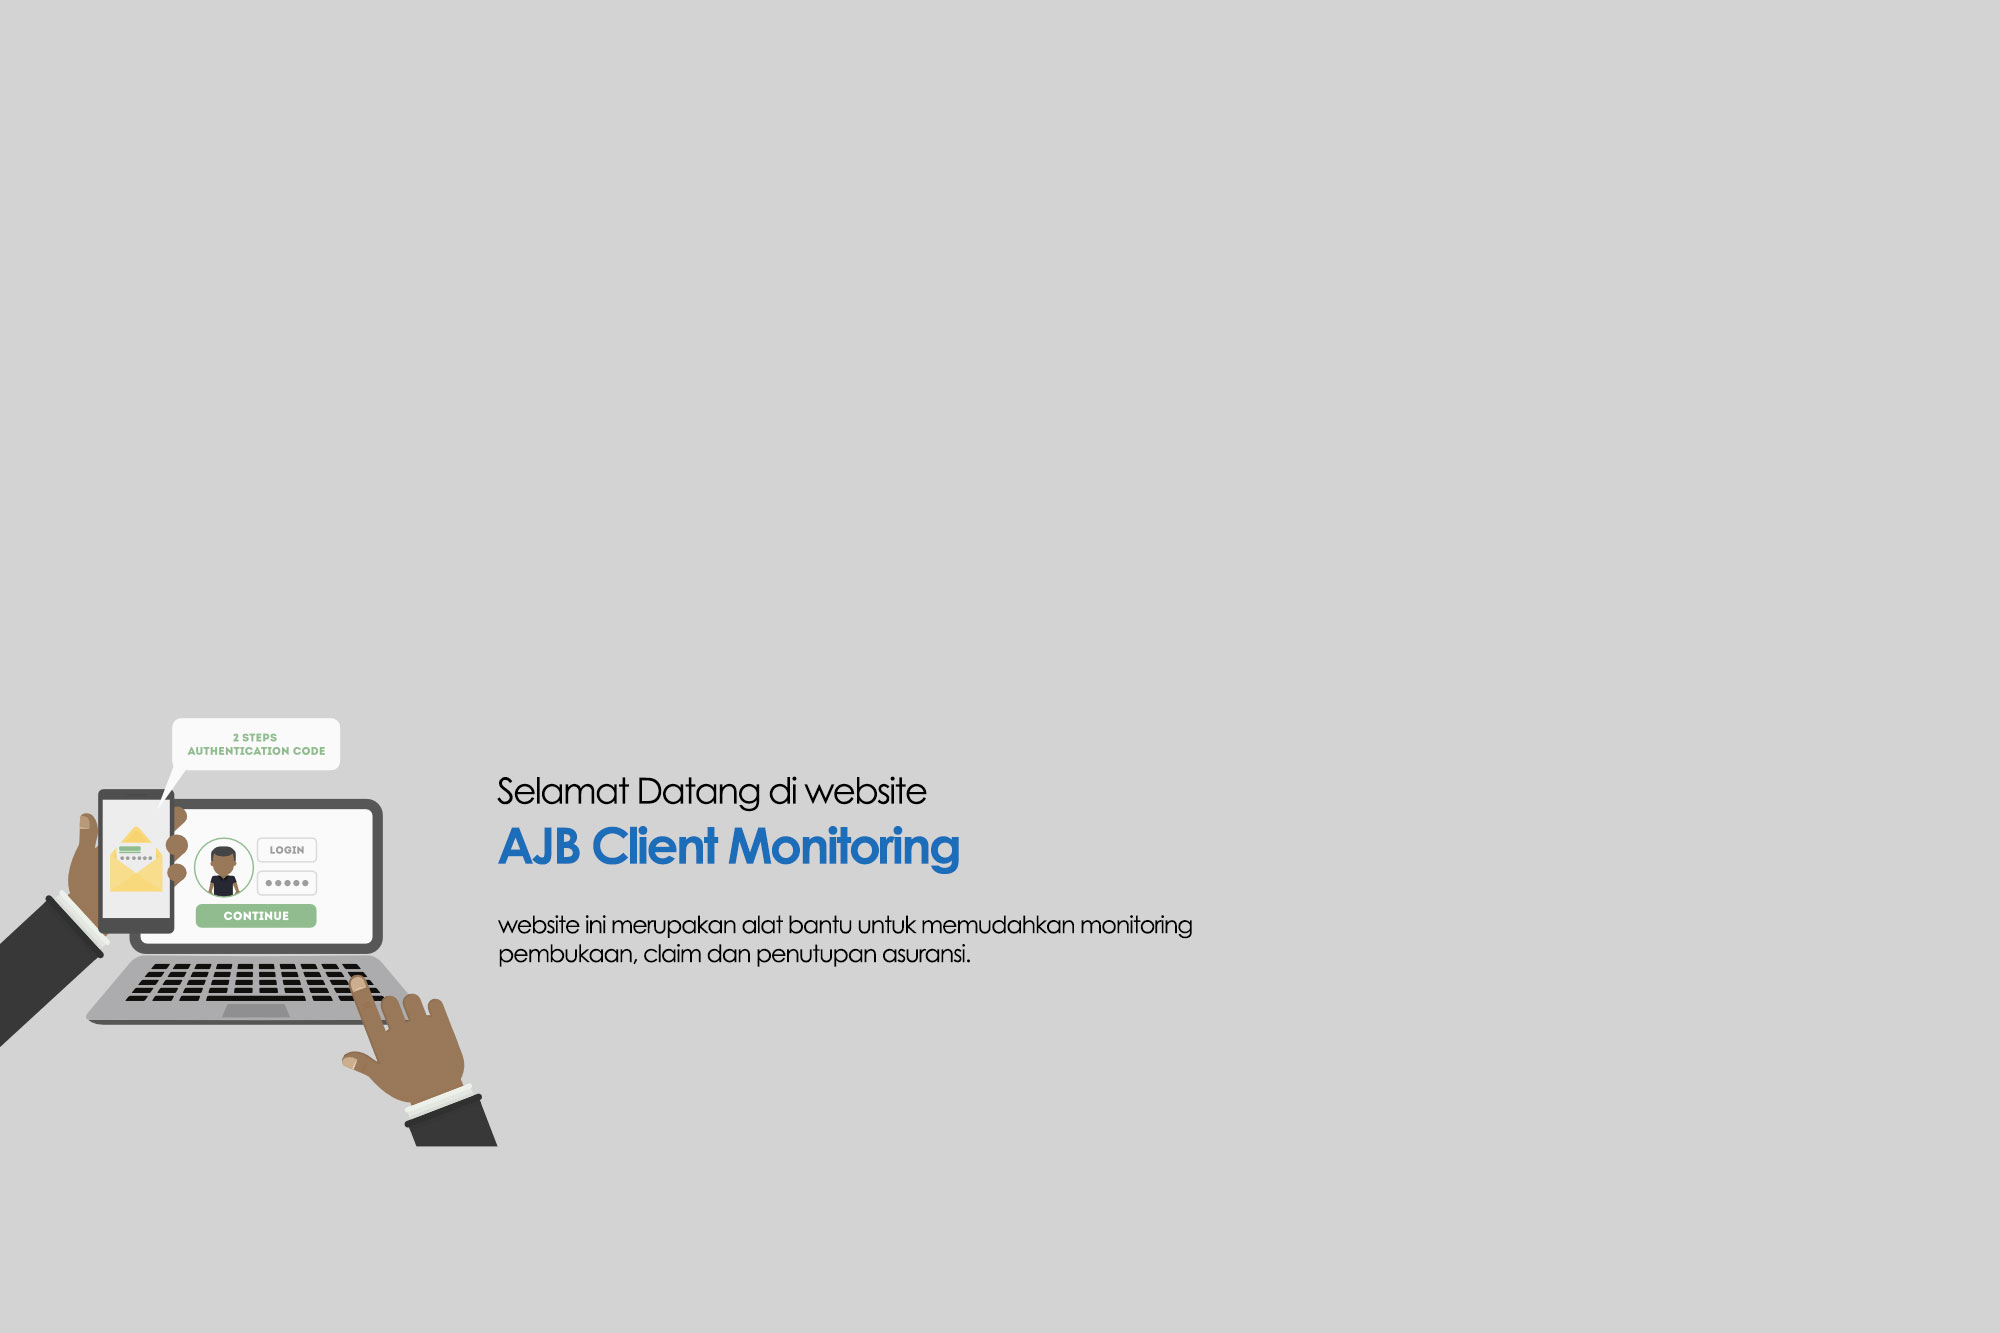 2 STEPS
AUTHENTICATION CODE
LOGIN
CONTINUE
Selamat Datang di website
AJB Client Monitoring
website ini merupakan alat bantu untuk memudahkan monitoring
pembukaan, claim dan penutupan asuransi.